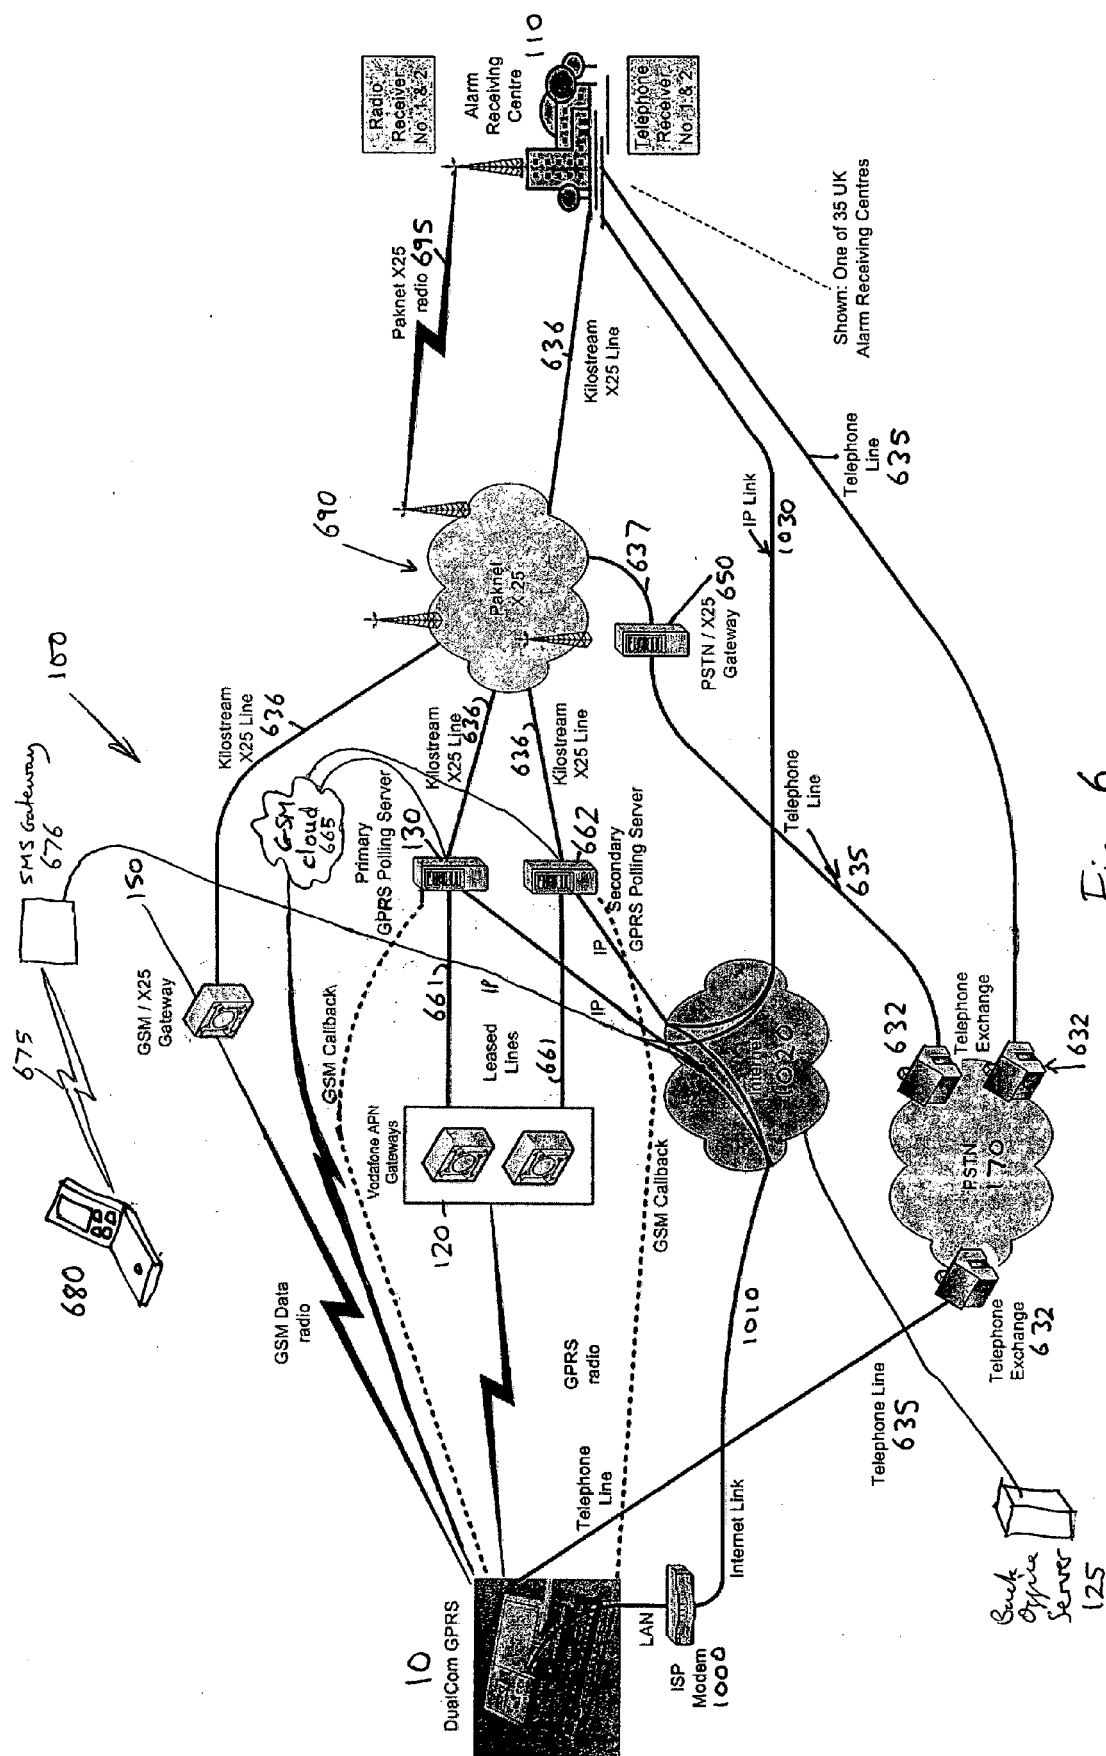 100
SMS Gateway
676
675
680
150
GSM / X25
Gateway
GSM Data
radio
Kilostream
X25 Line
636
GSM
cloud
665
GSM Callback
Primary
GPRS Polling Server
130
Kilostream
X25 Line
636
636
Kilostream
X25 Line
662
Secondary
GPRS Polling Server
661
IP
Leased
Lines
661
IP
IP
Vodafone APN
Gateways
120
GSM Callback
GPRS
radio
10
DualCom GPRS
LAN
ISP
Modem
1000
Internet Link
1010
1020
Telephone
Line
Telephone Line
635
Telephone
Exchange
632
PSTN
170
632
Telephone
Exchange
632
Back
Office
Server
125
690
Paknet
X 25
Paknet X25
radio 695
636
Kilostream
X25 Line
637
PSTN / X25
Gateway 650
IP Link
1030
Telephone
Line
635
Telephone
Line
635
Radio
Receiver
No. 1 & 2
Alarm
Receiving
Centre
110
Telephone
Receiver
No. 1 & 2
Shown: One of 35 UK
Alarm Receiving Centres
Fig. 6